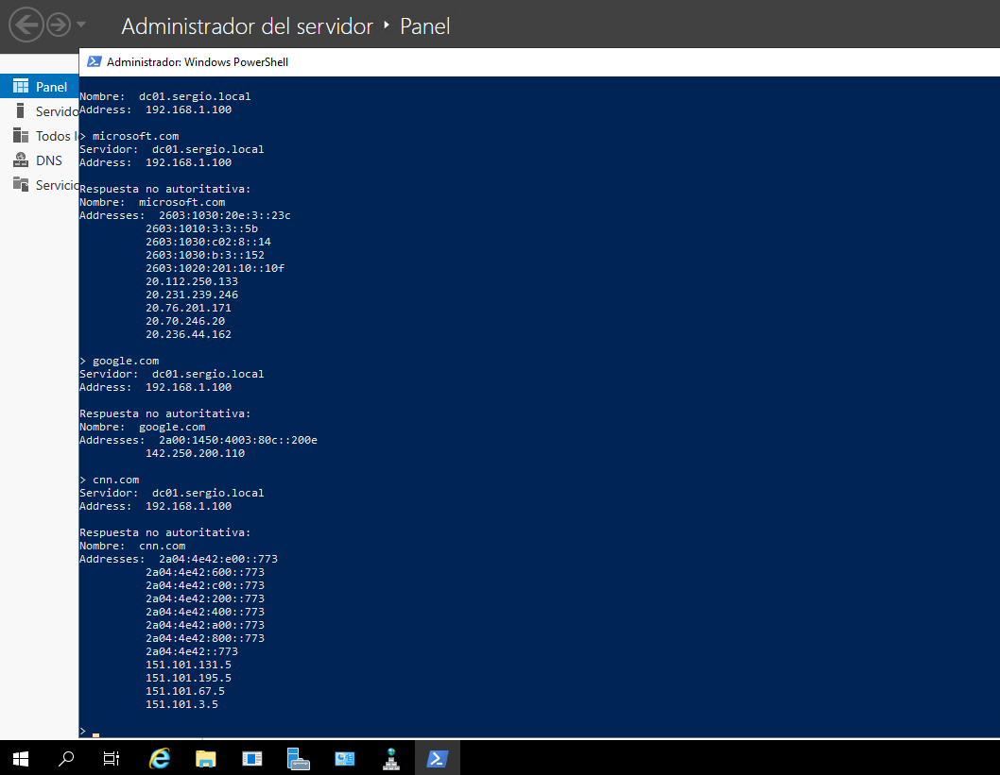 Administrador del servidor ‣ Panel
Administrador: Windows PowerShell
Panel
Servido
Todos l
DNS
Servicio
Nombre:  dc01.sergio.local
Address:  192.168.1.100
> microsoft.com
Servidor:  dc01.sergio.local
Address:  192.168.1.100
Respuesta no autoritativa:
Nombre:  microsoft.com
Addresses:  2603:1030:20e:3::23c
2603:1010:3:3::5b
2603:1030:c02:8::14
2603:1030:b:3::152
2603:1020:201:10::10f
20.112.250.133
20.231.239.246
20.76.201.171
20.70.246.20
20.236.44.162
> google.com
Servidor:  dc01.sergio.local
Address:  192.168.1.100
Respuesta no autoritativa:
Nombre:  google.com
Addresses:  2a00:1450:4003:80c::200e
142.250.200.110
> cnn.com
Servidor:  dc01.sergio.local
Address:  192.168.1.100
Respuesta no autoritativa:
Nombre:  cnn.com
Addresses:  2a04:4e42:e00::773
2a04:4e42:600::773
2a04:4e42:c00::773
2a04:4e42:200::773
2a04:4e42:400::773
2a04:4e42:a00::773
2a04:4e42:800::773
2a04:4e42::773
151.101.131.5
151.101.195.5
151.101.67.5
151.101.3.5
>